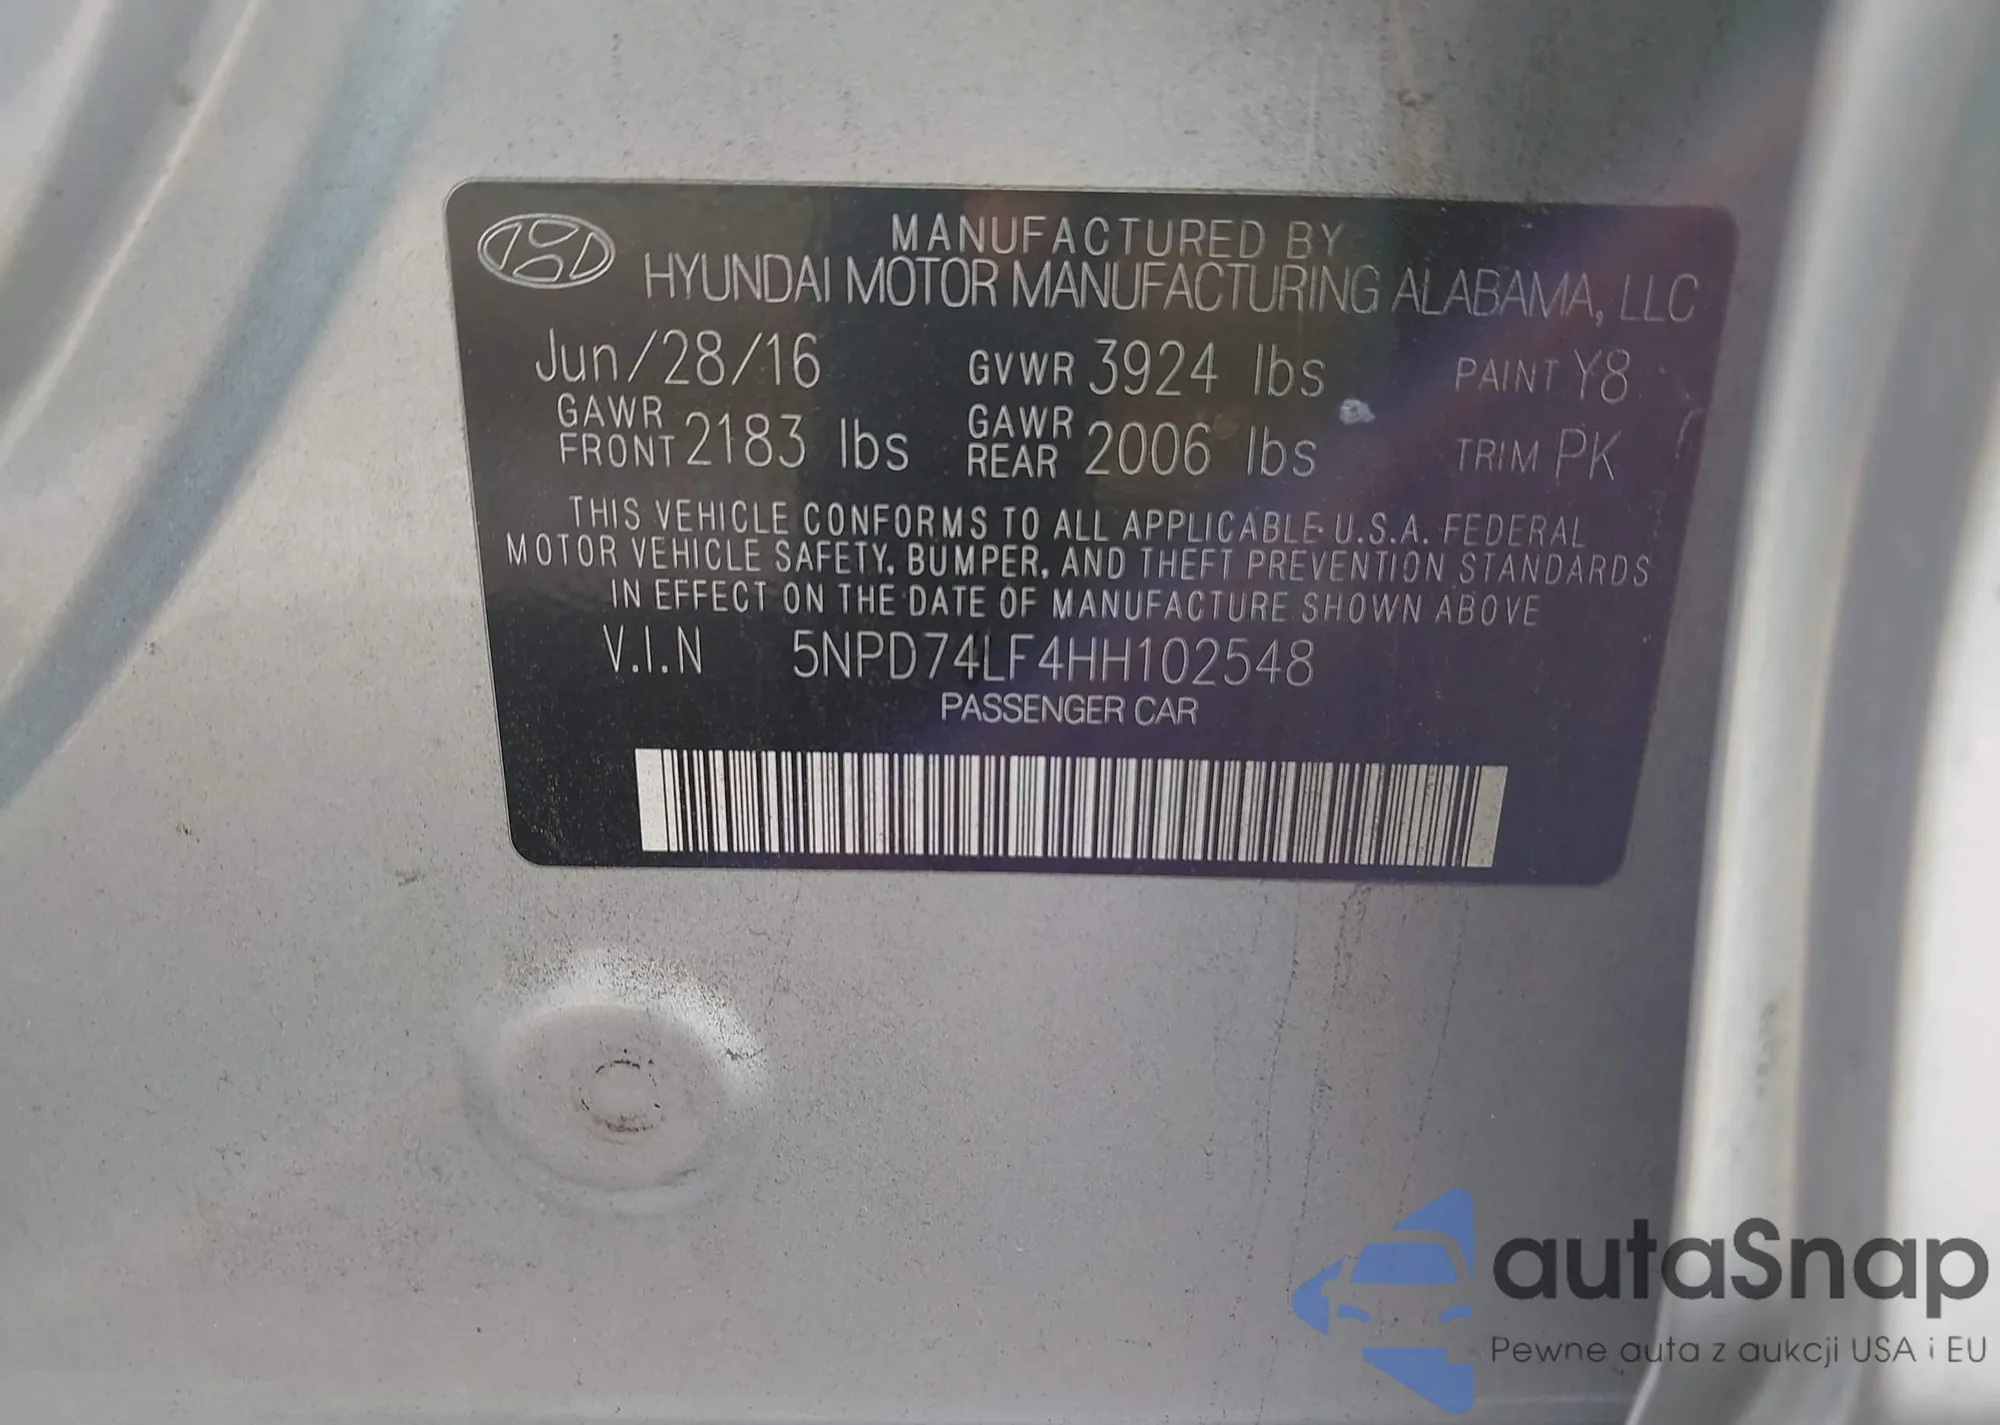 MANUFACTURED BY
HYUNDAI MOTOR MANUFACTURING ALABAMA, LLC
Jun/28/16 GVWR 3924 lbs PAINT Y8
GAWR FRONT 2183 lbs GAWR REAR 2006 lbs TRIM PK
THIS VEHICLE CONFORMS TO ALL APPLICABLE U.S.A. FEDERAL
MOTOR VEHICLE SAFETY, BUMPER, AND THEFT PREVENTION STANDARDS
IN EFFECT ON THE DATE OF MANUFACTURE SHOWN ABOVE
V.I.N 5NPD74LF4HH102548
PASSENGER CAR
autaSnap
Pewne auta z aukcji USA i EU